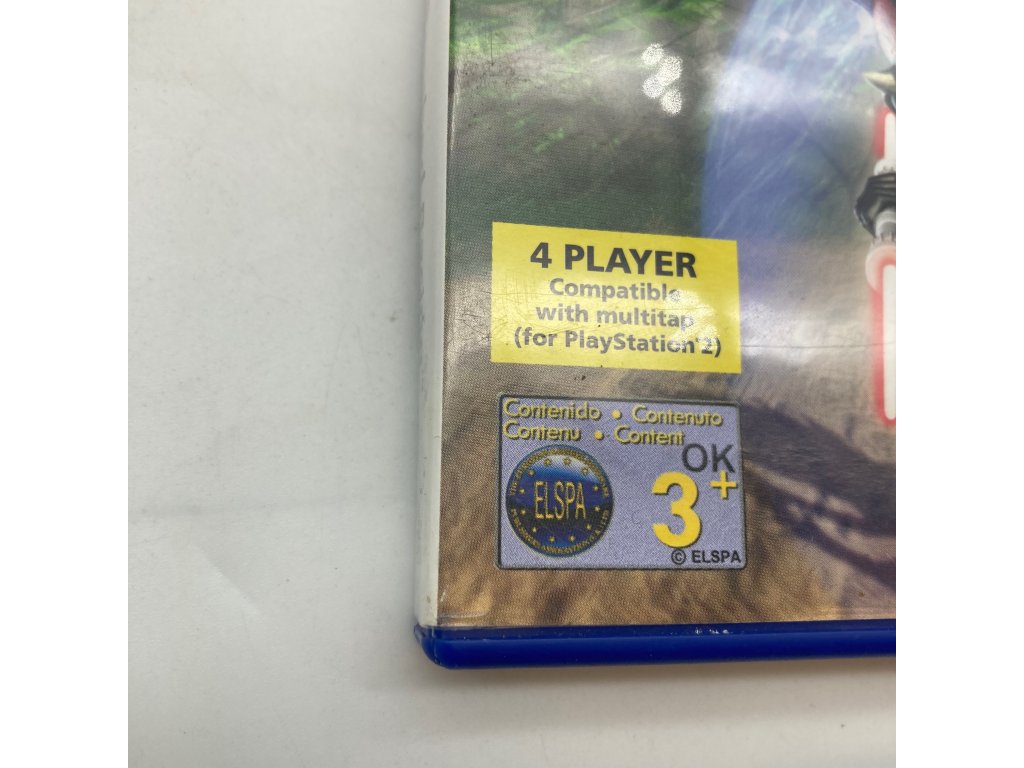 4 PLAYER
Compatible
with multitap
(for PlayStation 2)
Contenido • Contenuto
Contenu • Content
OK
ELSPA
3+
© ELSPA